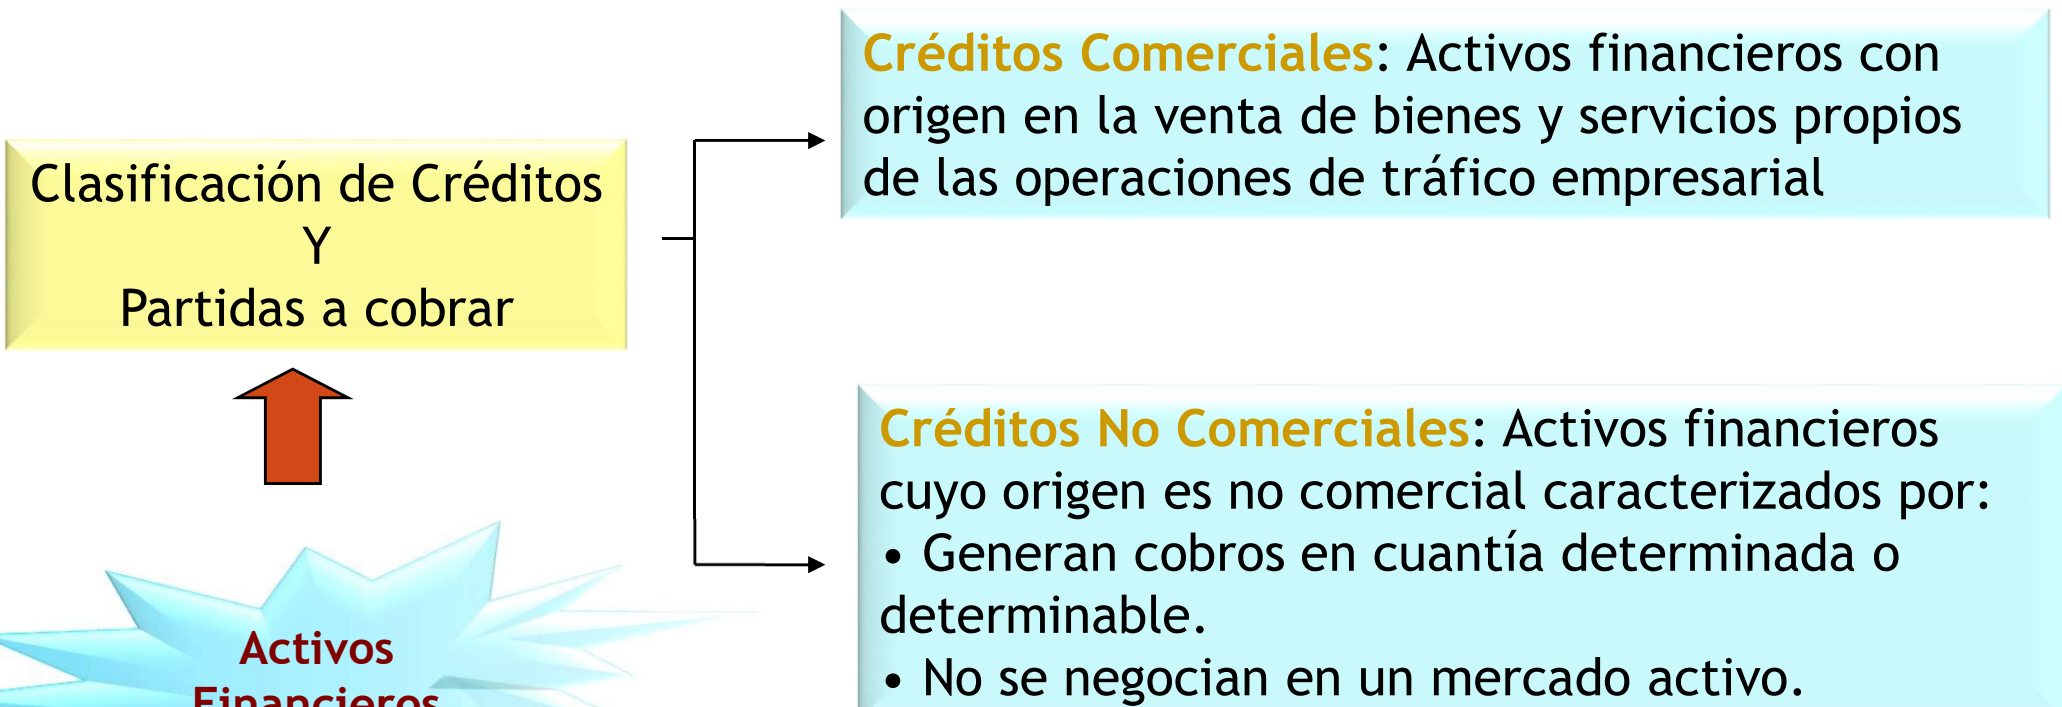 Clasificación de Créditos
Y
Partidas a cobrar
Créditos Comerciales: Activos financieros con
origen en la venta de bienes y servicios propios
de las operaciones de tráfico empresarial
Créditos No Comerciales: Activos financieros
cuyo origen es no comercial caracterizados por:
• Generan cobros en cuantía determinada o
determinable.
• No se negocian en un mercado activo.
Activos
Financieros